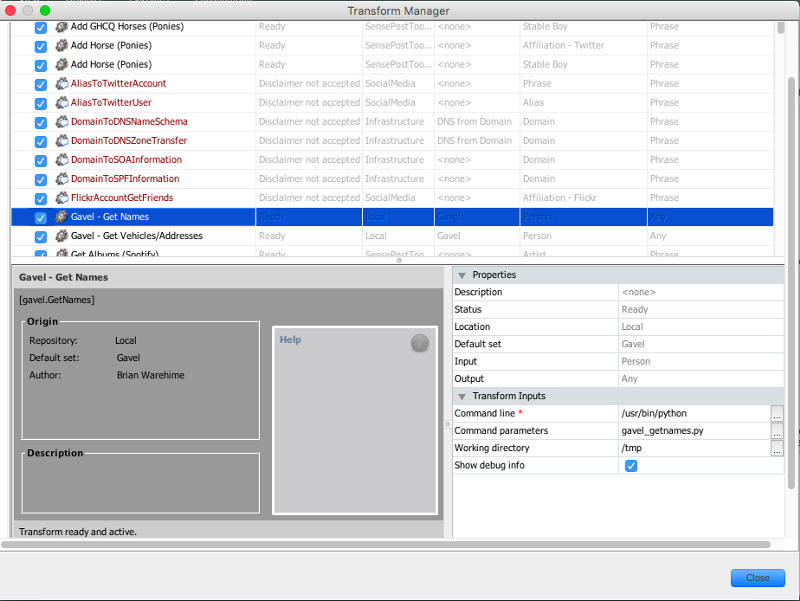 Transform Manager
Add GHCQ Horses (Ponies) Ready SensePostToo... <none> Stable Boy Phrase
Add Horse (Ponies) Ready SensePostToo... <none> Affiliation - Twitter Phrase
Add Horse (Ponies) Ready SensePostToo... <none> Stable Boy Phrase
AliasToTwitterAccount Disclaimer not accepted SocialMedia <none> Phrase Phrase
AliasToTwitterUser Disclaimer not accepted SocialMedia <none> Alias Phrase
DomainToDNSNameSchema Disclaimer not accepted Infrastructure DNS from Domain Domain Phrase
DomainToDNSZoneTransfer Disclaimer not accepted Infrastructure DNS from Domain Domain Phrase
DomainToSOAInformation Disclaimer not accepted Infrastructure <none> Domain Phrase
DomainToSPFInformation Disclaimer not accepted Infrastructure <none> Domain Phrase
FlickrAccountGetFriends Disclaimer not accepted SocialMedia <none> Affiliation - Flickr Phrase
Gavel - Get Names Ready Local Gavel Person Any
Gavel - Get Vehicles/Addresses Ready Local Gavel Person Any
Get Albums (Spotify) Ready SensePostToo... <none> Artist Phrase
Gavel - Get Names
[gavel.GetNames]
Origin
Repository: Local
Default set: Gavel
Author: Brian Warehime
Description
Help
?
Transform ready and active.
Properties
Description <none>
Status Ready
Location Local
Default set Gavel
Input Person
Output Any
Transform Inputs
Command line * /usr/bin/python ...
Command parameters gavel_getnames.py ...
Working directory /tmp ...
Show debug info
Close